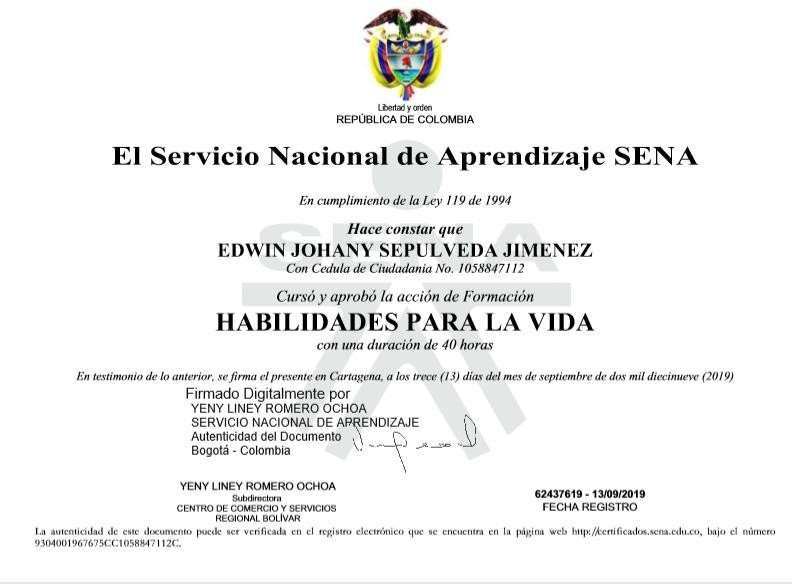 Libertad y orden
REPÚBLICA DE COLOMBIA
El Servicio Nacional de Aprendizaje SENA
En cumplimiento de la Ley 119 de 1994
Hace constar que
EDWIN JOHANY SEPULVEDA JIMENEZ
Con Cedula de Ciudadania No. 1058847112
Cursó y aprobó la acción de Formación
HABILIDADES PARA LA VIDA
con una duración de 40 horas
En testimonio de lo anterior, se firma el presente en Cartagena, a los trece (13) días del mes de septiembre de dos mil diecinueve (2019)
Firmado Digitalmente por
YENY LINEY ROMERO OCHOA
SERVICIO NACIONAL DE APRENDIZAJE
Autenticidad del Documento
Bogotá - Colombia
YENY LINEY ROMERO OCHOA
Subdirectora
CENTRO DE COMERCIO Y SERVICIOS
REGIONAL BOLÍVAR
62437619 - 13/09/2019
FECHA REGISTRO
La autenticidad de este documento puede ser verificada en el registro electrónico que se encuentra en la página web http://certificados.sena.edu.co, bajo el número
9304001967675CC1058847112C.
SENA